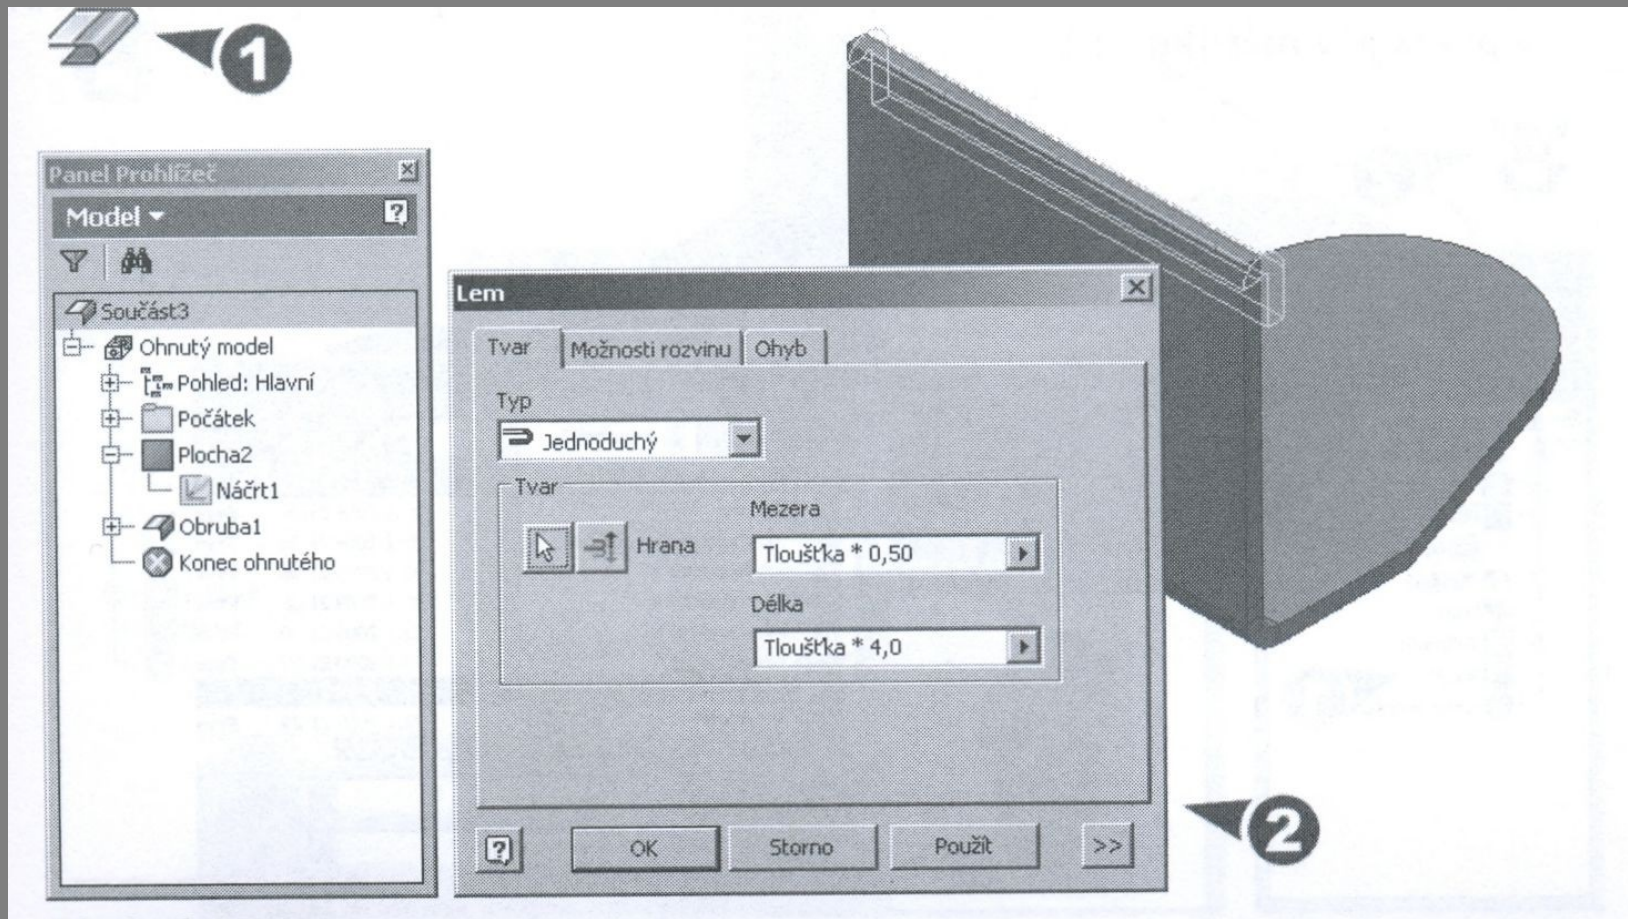 1
Panel Prohlížeč
Model
Součást3
Ohnutý model
Pohled: Hlavní
Počátek
Plocha2
Náčrt1
Obruba1
Konec ohnutého
Lem
Tvar
Možnosti rozvinu
Ohyb
Typ
Jednoduchý
Tvar
Hrana
Mezera
Tloušťka * 0,50
Délka
Tloušťka * 4,0
OK
Storno
Použít
>>
2